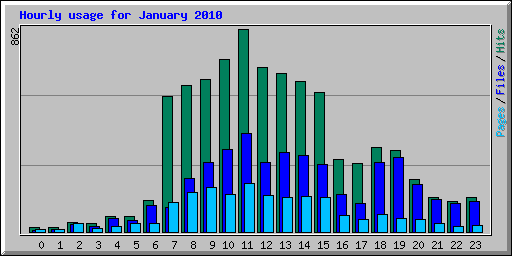 Hourly usage for January 2010
862
Pages / Files / Hits
0 1 2 3 4 5 6 7 8 9 10 11 12 13 14 15 16 17 18 19 20 21 22 23